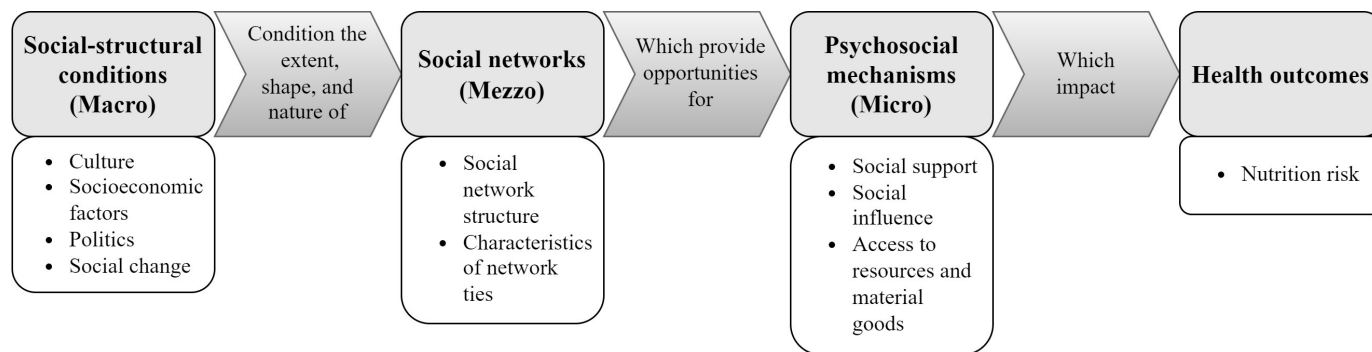 Social-structural
conditions
(Macro)
Condition the
extent,
shape, and
nature of
Social networks
(Mezzo)
Which provide
opportunities
for
Psychosocial
mechanisms
(Micro)
Which
impact
Health outcomes
• Culture
• Socioeconomic
factors
• Politics
• Social change
• Social
network
structure
• Characteristics
of network
ties
• Social support
• Social
influence
• Access to
resources and
material
goods
• Nutrition risk